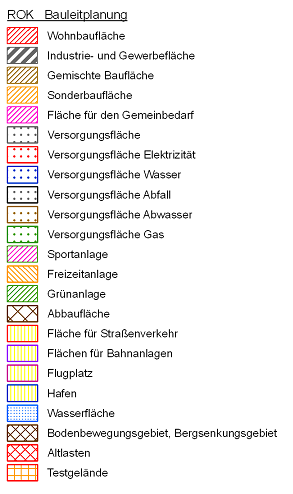 ROK Bauleitplanung
Wohnbaufläche
Industrie- und Gewerbefläche
Gemischte Baufläche
Sonderbaufläche
Fläche für den Gemeinbedarf
Versorgungsfläche
Versorgungsfläche Elektrizität
Versorgungsfläche Wasser
Versorgungsfläche Abfall
Versorgungsfläche Abwasser
Versorgungsfläche Gas
Sportanlage
Freizeitanlage
Grünanlage
Abbaufläche
Fläche für Straßenverkehr
Flächen für Bahnanlagen
Flugplatz
Hafen
Wasserfläche
Bodenbewegungsgebiet, Bergsenkungsgebiet
Altlasten
Testgelände